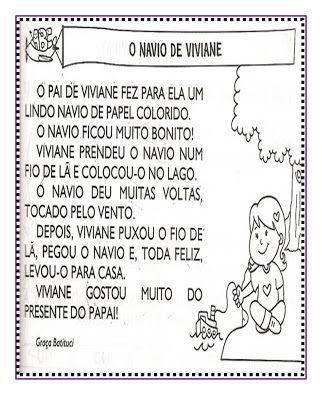 O NAVIO DE VIVIANE
O PAI DE VIVIANE FEZ PARA ELA UM
LINDO NAVIO DE PAPEL COLORIDO.
O NAVIO FICOU MUITO BONITO!
VIVIANE PRENDEU O NAVIO NUM
FIO DE LÃ E COLOCOU-O NO LAGO.
O NAVIO DEU MUITAS VOLTAS,
TOCADO PELO VENTO.
DEPOIS, VIVIANE PUXOU O FIO DE
LÃ, PEGOU O NAVIO E, TODA FELIZ,
LEVOU-O PARA CASA.
VIVIANE GOSTOU MUITO DO
PRESENTE DO PAPAI!
Graça Batituci